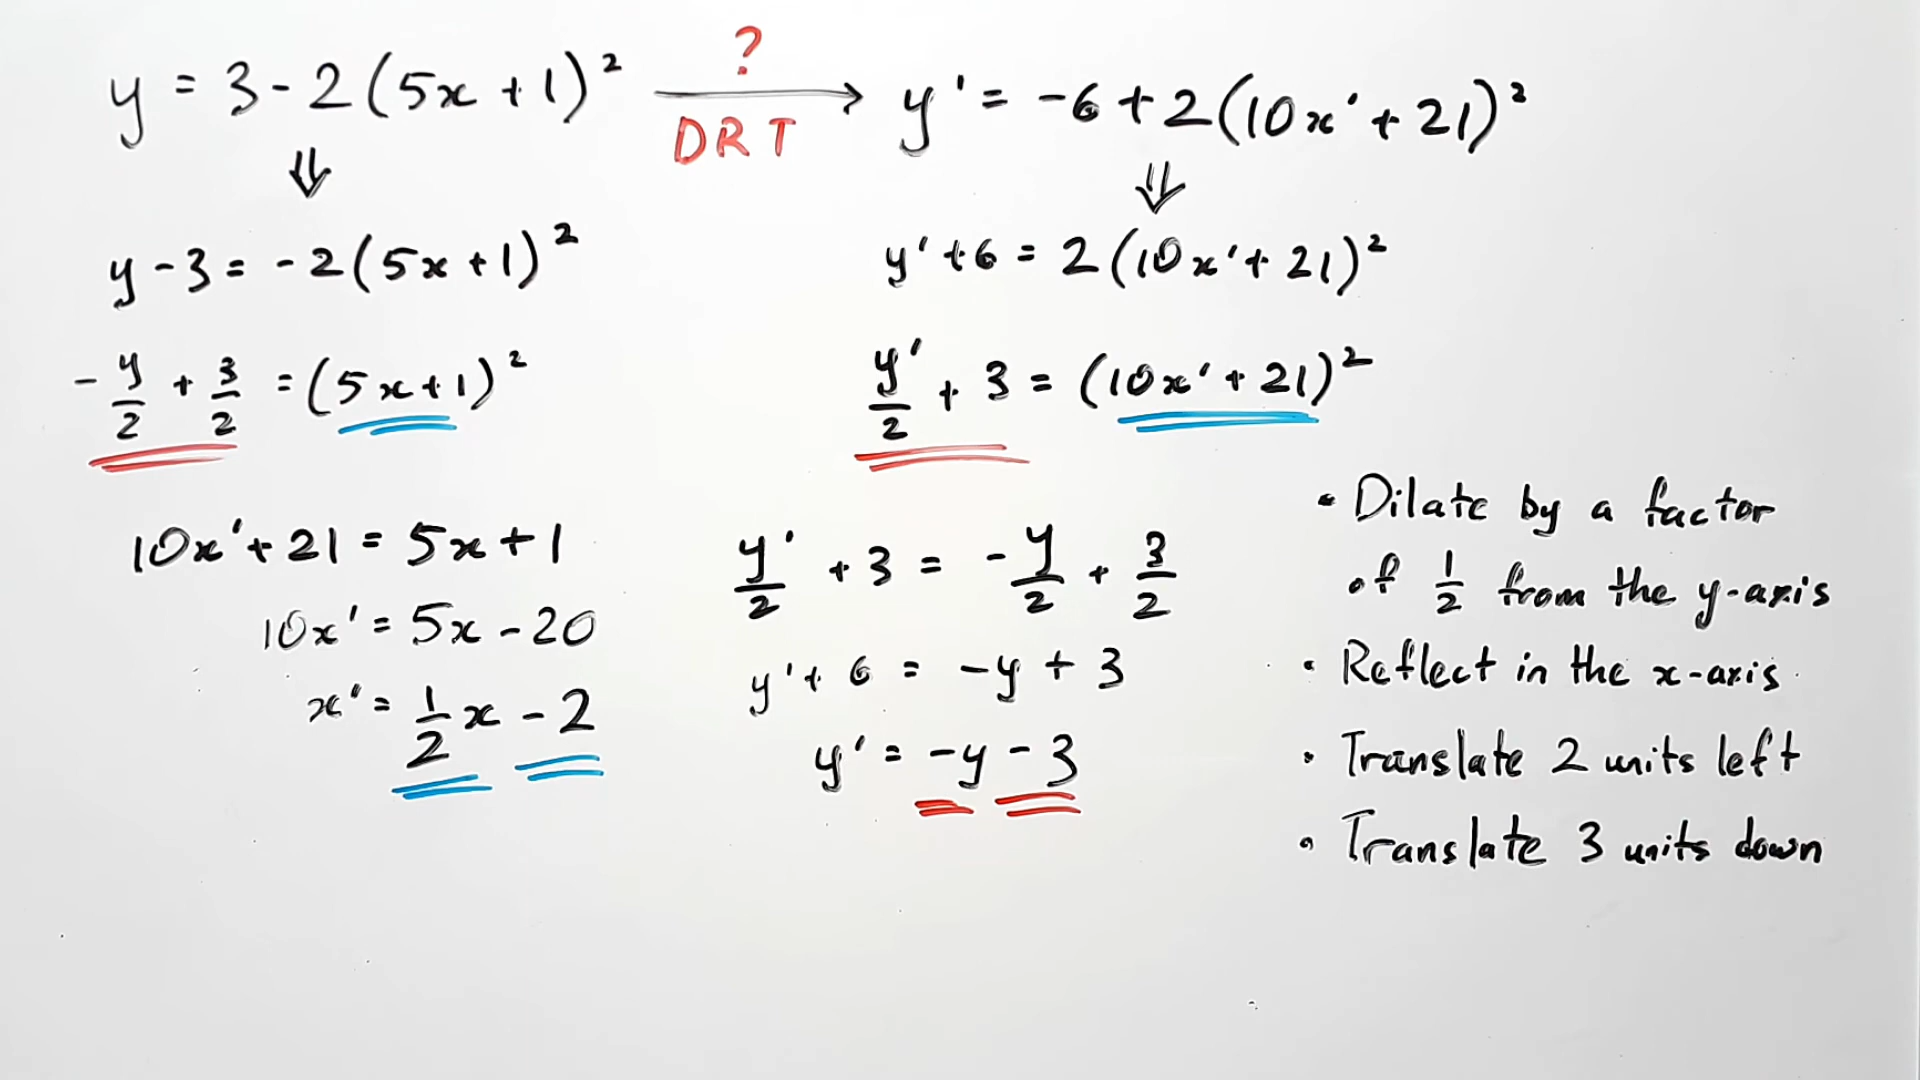 y = 3 - 2(5x + 1)²
?
DRT
y' = -6 + 2(10x' + 21)²
⇓
⇓
y - 3 = -2(5x + 1)²
y' + 6 = 2(10x' + 21)²
-y/2 + 3/2 = (5x + 1)²
y'/2 + 3 = (10x' + 21)²
10x' + 21 = 5x + 1
10x' = 5x - 20
x' = 1/2 x - 2
y'/2 + 3 = -y/2 + 3/2
y' + 6 = -y + 3
y' = -y - 3
• Dilate by a factor
of 1/2 from the y-axis
• Reflect in the x-axis
• Translate 2 units left
• Translate 3 units down